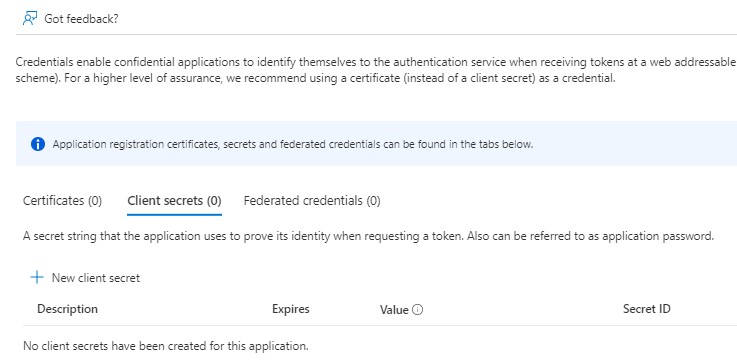 Got feedback?
Credentials enable confidential applications to identify themselves to the authentication service when receiving tokens at a web addressable
scheme). For a higher level of assurance, we recommend using a certificate (instead of a client secret) as a credential.
Application registration certificates, secrets and federated credentials can be found in the tabs below.
Certificates (0) Client secrets (0) Federated credentials (0)
A secret string that the application uses to prove its identity when requesting a token. Also can be referred to as application password.
New client secret
Description Expires Value Secret ID
No client secrets have been created for this application.